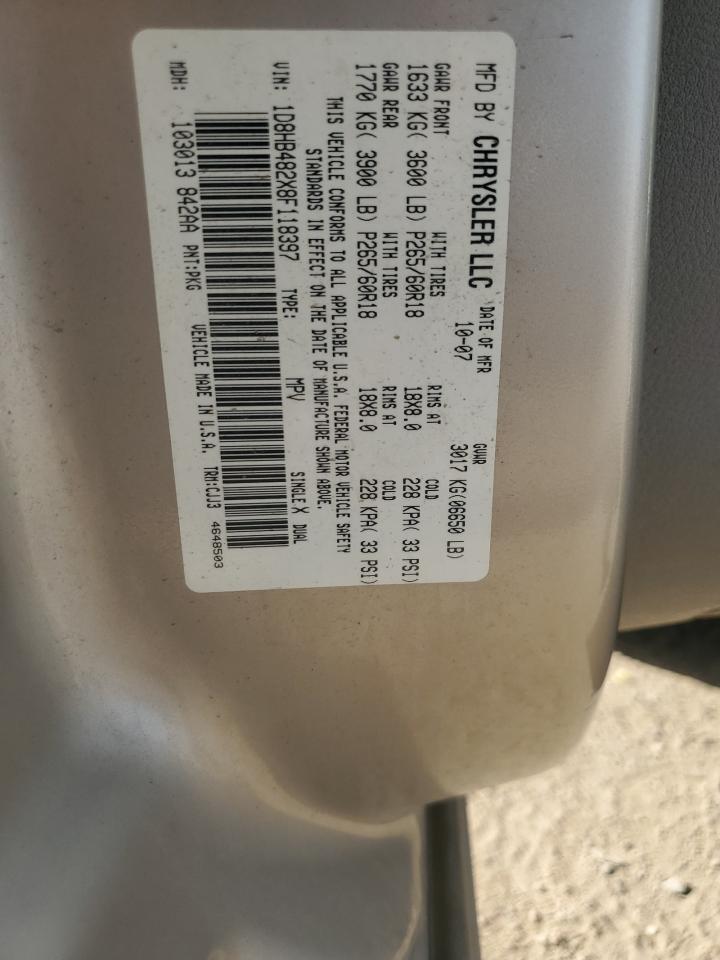 MFD BY CHRYSLER LLC DATE OF MFR GVWR
10-07 3017 KG(06650 LB)
GAWR FRONT WITH TIRES RIMS AT COLD
1633 KG( 3600 LB) P265/60R18 18X8.0 228 KPA( 33 PSI)
GAWR REAR WITH TIRES RIMS AT COLD
1770 KG( 3900 LB) P265/60R18 18X8.0 228 KPA( 33 PSI)
THIS VEHICLE CONFORMS TO ALL APPLICABLE U.S.A. FEDERAL MOTOR VEHICLE SAFETY
STANDARDS IN EFFECT ON THE DATE OF MANUFACTURE SHOWN ABOVE.
VIN: 1D8HB482X8F118397 TYPE: MPV SINGLE X DUAL
MDH: 103013 842AA PNT:PKG VEHICLE MADE IN U.S.A. TRM:CJJ3 4648503